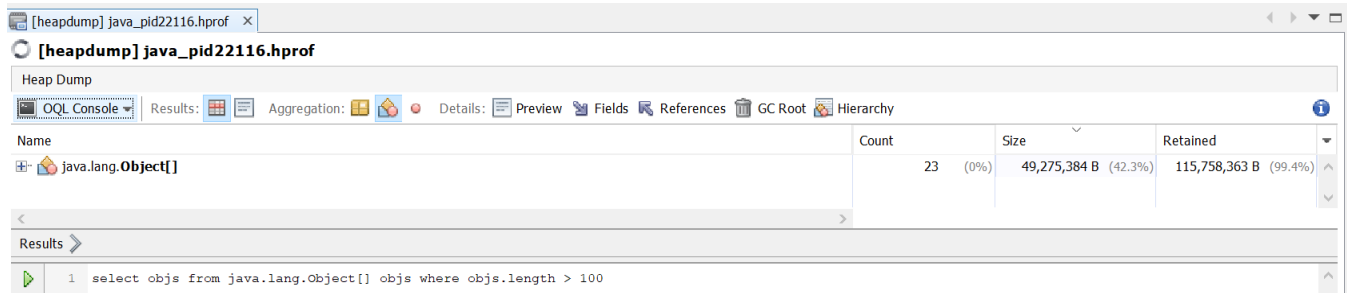 [heapdump] java_pid22116.hprof ×
[heapdump] java_pid22116.hprof
Heap Dump
OQL Console Results: Aggregation: Details: Preview Fields References GC Root Hierarchy
Name Count Size Retained
java.lang.Object[] 23 (0%) 49,275,384 B (42.3%) 115,758,363 B (99.4%)
Results
1 select objs from java.lang.Object[] objs where objs.length > 100